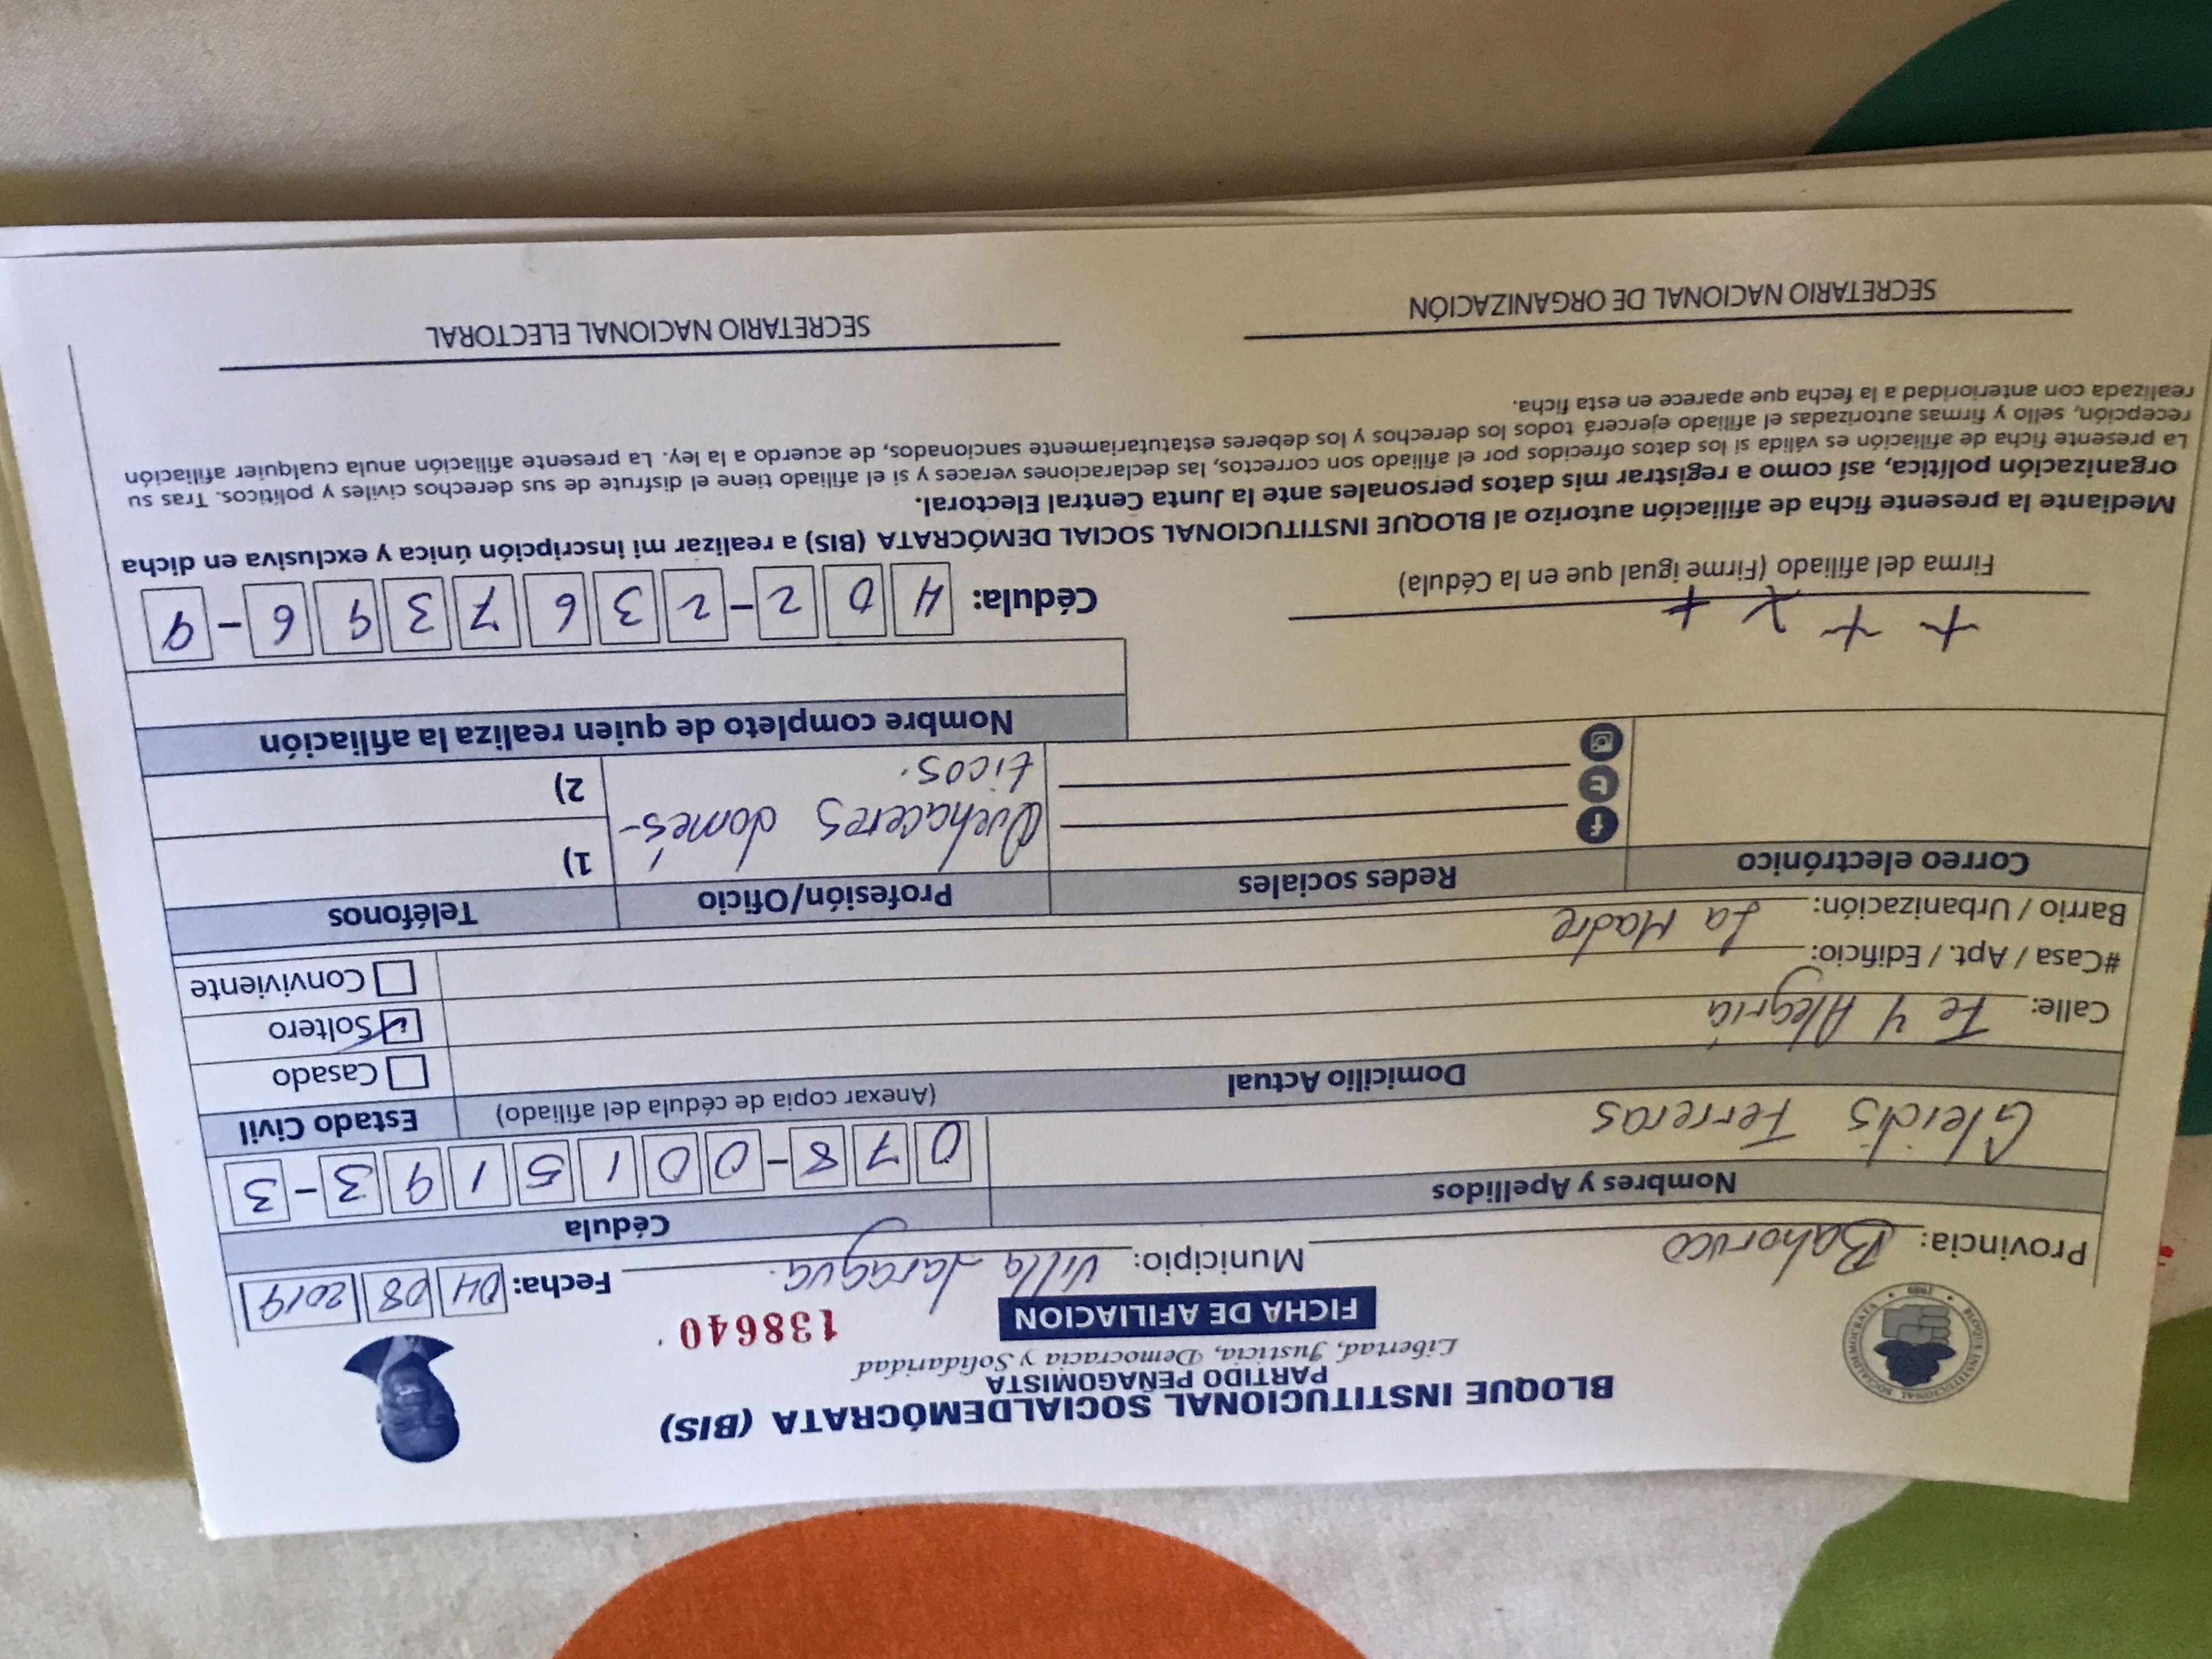 BLOQUE INSTITUCIONAL SOCIALDEMÓCRATA (BIS)
PARTIDO PEÑAGOMISTA
Libertad, Justicia, Democracia y Solidaridad
FICHA DE AFILIACION
138640
Provincia: Bahoruco Municipio: Villa Jaragua. Fecha: 04 08 2019
Nombres y Apellidos Cédula
Gleidis Ferreras 078-0015193-3
Domicilio Actual (Anexar copia de cédula del afiliado) Estado Civil
Calle: Fe y Alegría
#Casa / Apt. / Edificio:
Barrio / Urbanización: La Madre
Casado
Soltero
Conviviente
Correo electrónico Redes sociales Profesión/Oficio Teléfonos
Quehaceres domés-
ticos.
1)
2)
Nombre completo de quien realiza la afiliación
Firma del afiliado (Firme igual que en la Cédula)
Cédula: 402-2367396-9
Mediante la presente ficha de afiliación autorizo al BLOQUE INSTITUCIONAL SOCIAL DEMÓCRATA (BIS) a realizar mi inscripción única y exclusiva en dicha
organización política, así como a registrar mis datos personales ante la Junta Central Electoral.
La presente ficha de afiliación es válida si los datos ofrecidos por el afiliado son correctos, las declaraciones veraces y si el afiliado tiene el disfrute de sus derechos civiles y políticos. Tras su
recepción, sello y firmas autorizadas el afiliado ejercerá todos los derechos y los deberes estatutariamente sancionados, de acuerdo a la ley. La presente afiliación anula cualquier afiliación
realizada con anterioridad a la fecha que aparece en esta ficha.
SECRETARIO NACIONAL DE ORGANIZACIÓN
SECRETARIO NACIONAL ELECTORAL